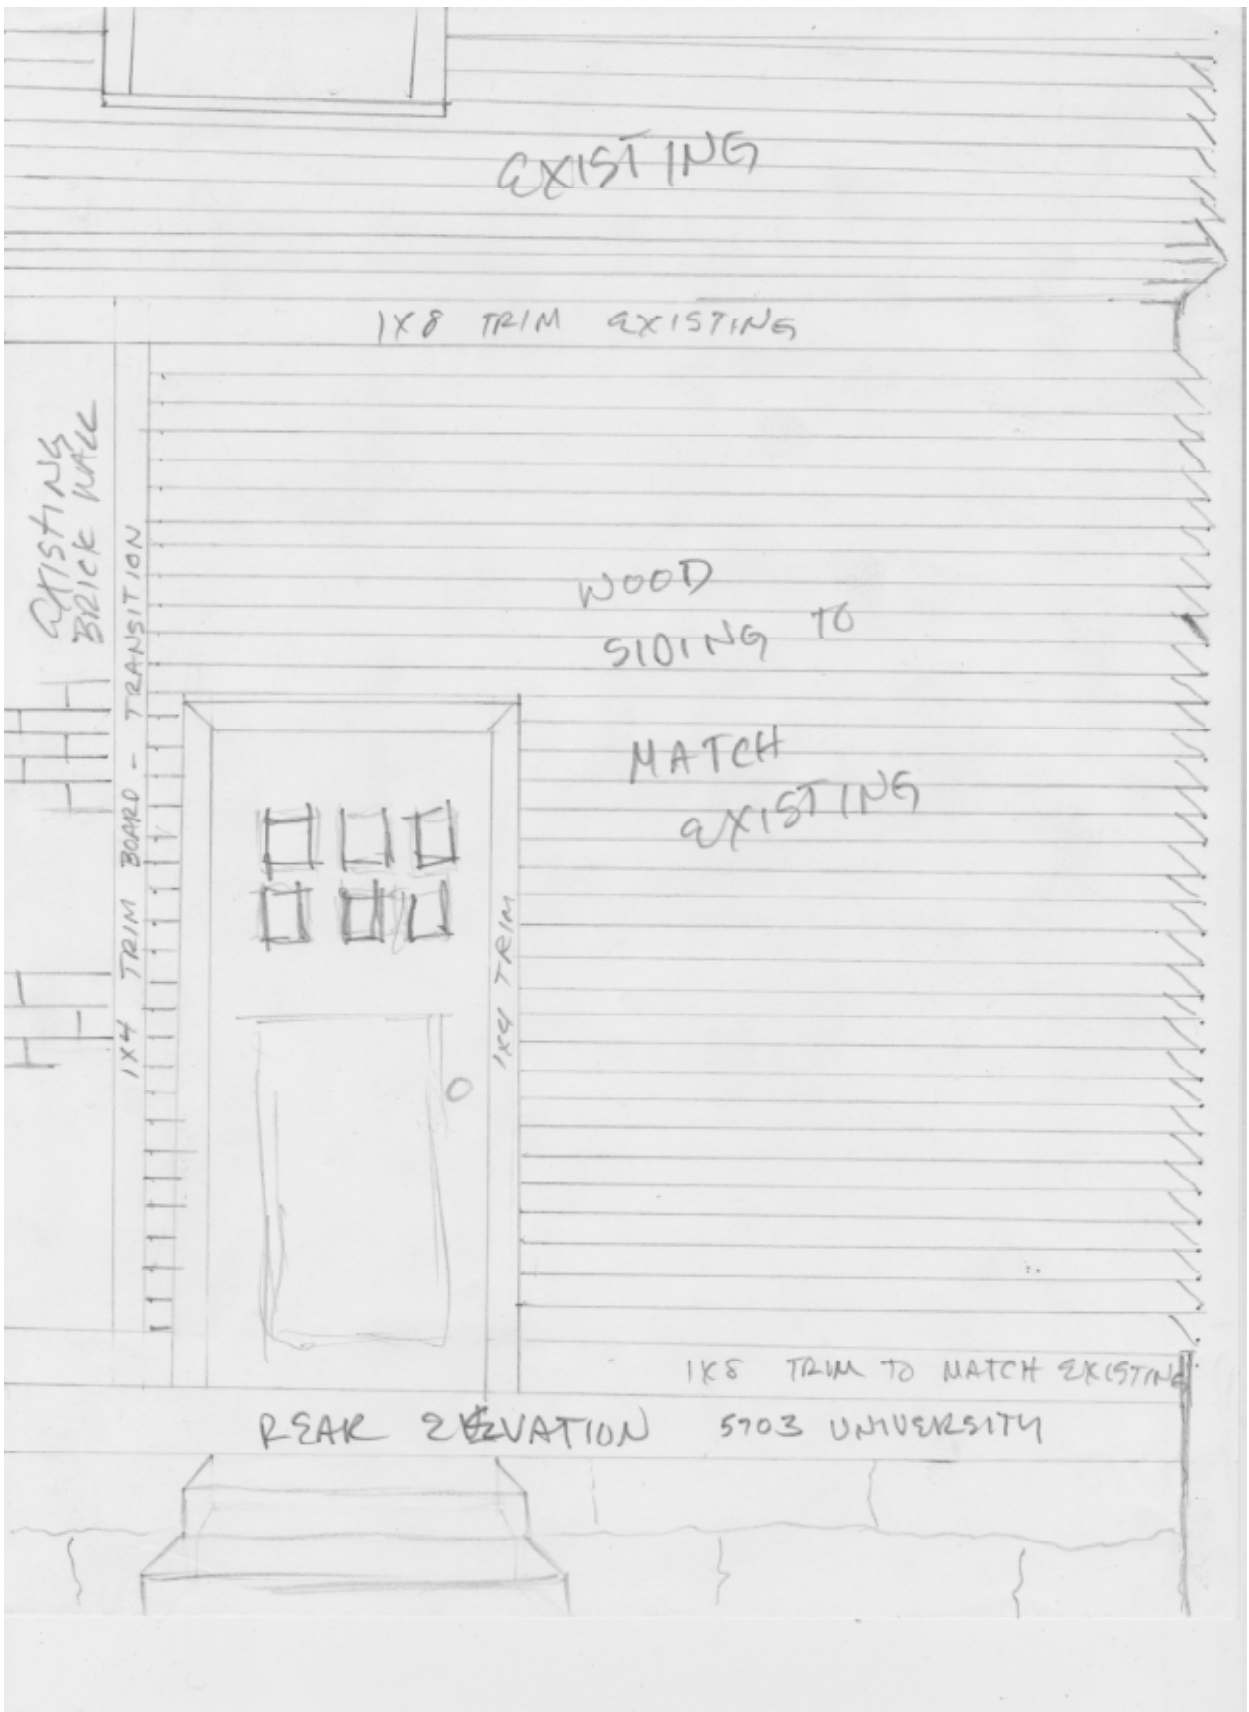 EXISTING
1X8 TRIM EXISTING
EXISTING
BRICK WALL
1X4 TRIM BOARD - TRANSITION
WOOD
SIDING TO
MATCH
EXISTING
1X4 TRIM
1X8 TRIM TO MATCH EXISTING
REAR ELEVATION 5703 UNIVERSITY